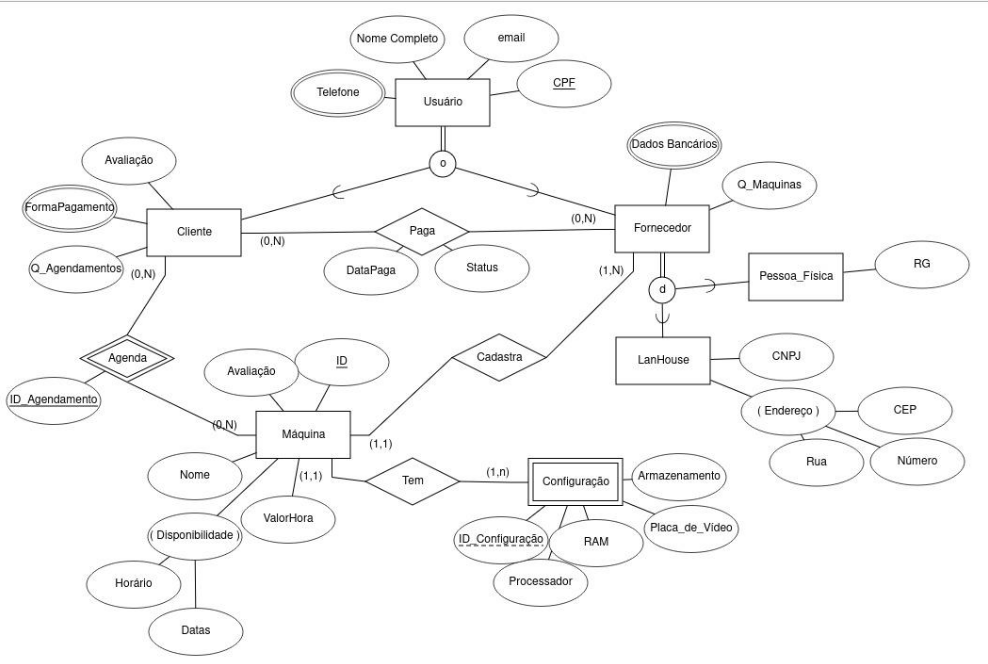 Nome Completo
email
Telefone
CPF
Usuário
o
Avaliação
FormaPagamento
Cliente
Q_Agendamentos
(0,N)
(0,N)
Paga
DataPaga
Status
(0,N)
Dados Bancários
Q_Maquinas
Fornecedor
(1,N)
d
Pessoa_Física
RG
LanHouse
CNPJ
( Endereço )
CEP
Rua
Número
Agenda
ID_Agendamento
(0,N)
Cadastra
(1,1)
Avaliação
ID
Máquina
Nome
(1,1)
ValorHora
( Disponibilidade )
Horário
Datas
Tem
(1,n)
Configuração
Armazenamento
Placa_de_Vídeo
ID_Configuração
RAM
Processador